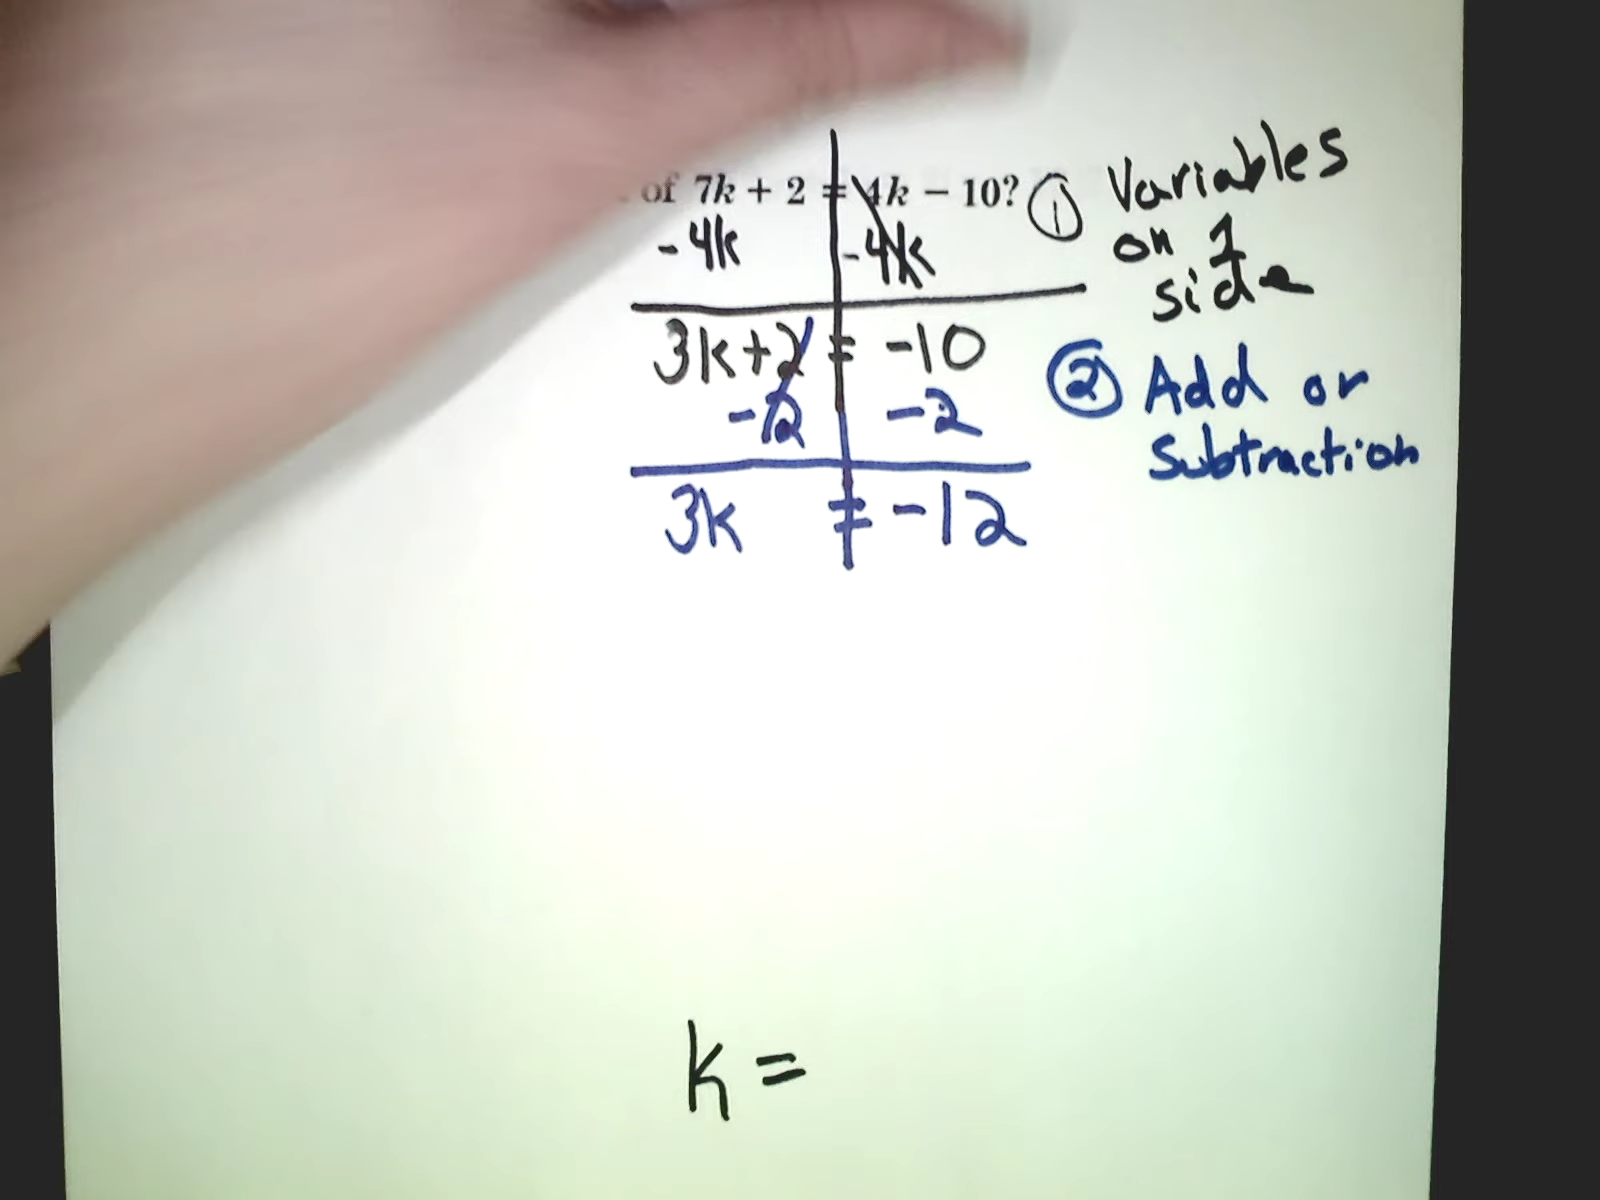 of 7k + 2 = 4k − 10?
-4k -4k
① Variables
on 1
side
3k+2 = -10
-2 -2
② Add or
Subtraction
3k = -12
k =